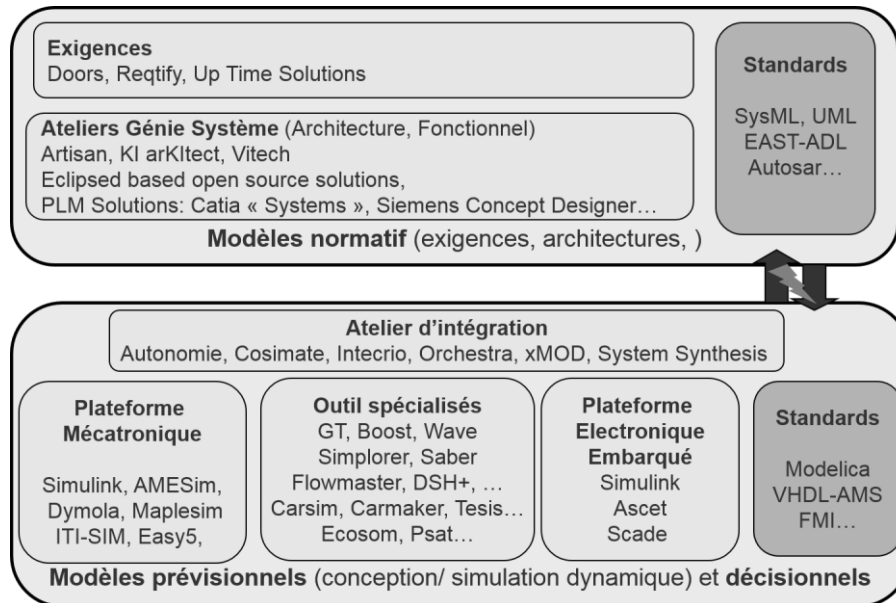 Exigences
Doors, Reqtify, Up Time Solutions
Ateliers Génie Système (Architecture, Fonctionnel)
Artisan, KI arKItect, Vitech
Eclipsed based open source solutions,
PLM Solutions: Catia « Systems », Siemens Concept Designer…
Standards
SysML, UML
EAST-ADL
Autosar…
Modèles normatif (exigences, architectures, )
Atelier d’intégration
Autonomie, Cosimate, Intecrio, Orchestra, xMOD, System Synthesis
Plateforme
Mécatronique
Simulink, AMESim,
Dymola, Maplesim
ITI-SIM, Easy5,
Outil spécialisés
GT, Boost, Wave
Simplorer, Saber
Flowmaster, DSH+, …
Carsim, Carmaker, Tesis…
Ecosom, Psat…
Plateforme
Electronique
Embarqué
Simulink
Ascet
Scade
Standards
Modelica
VHDL-AMS
FMI…
Modèles prévisionnels (conception/ simulation dynamique) et décisionnels